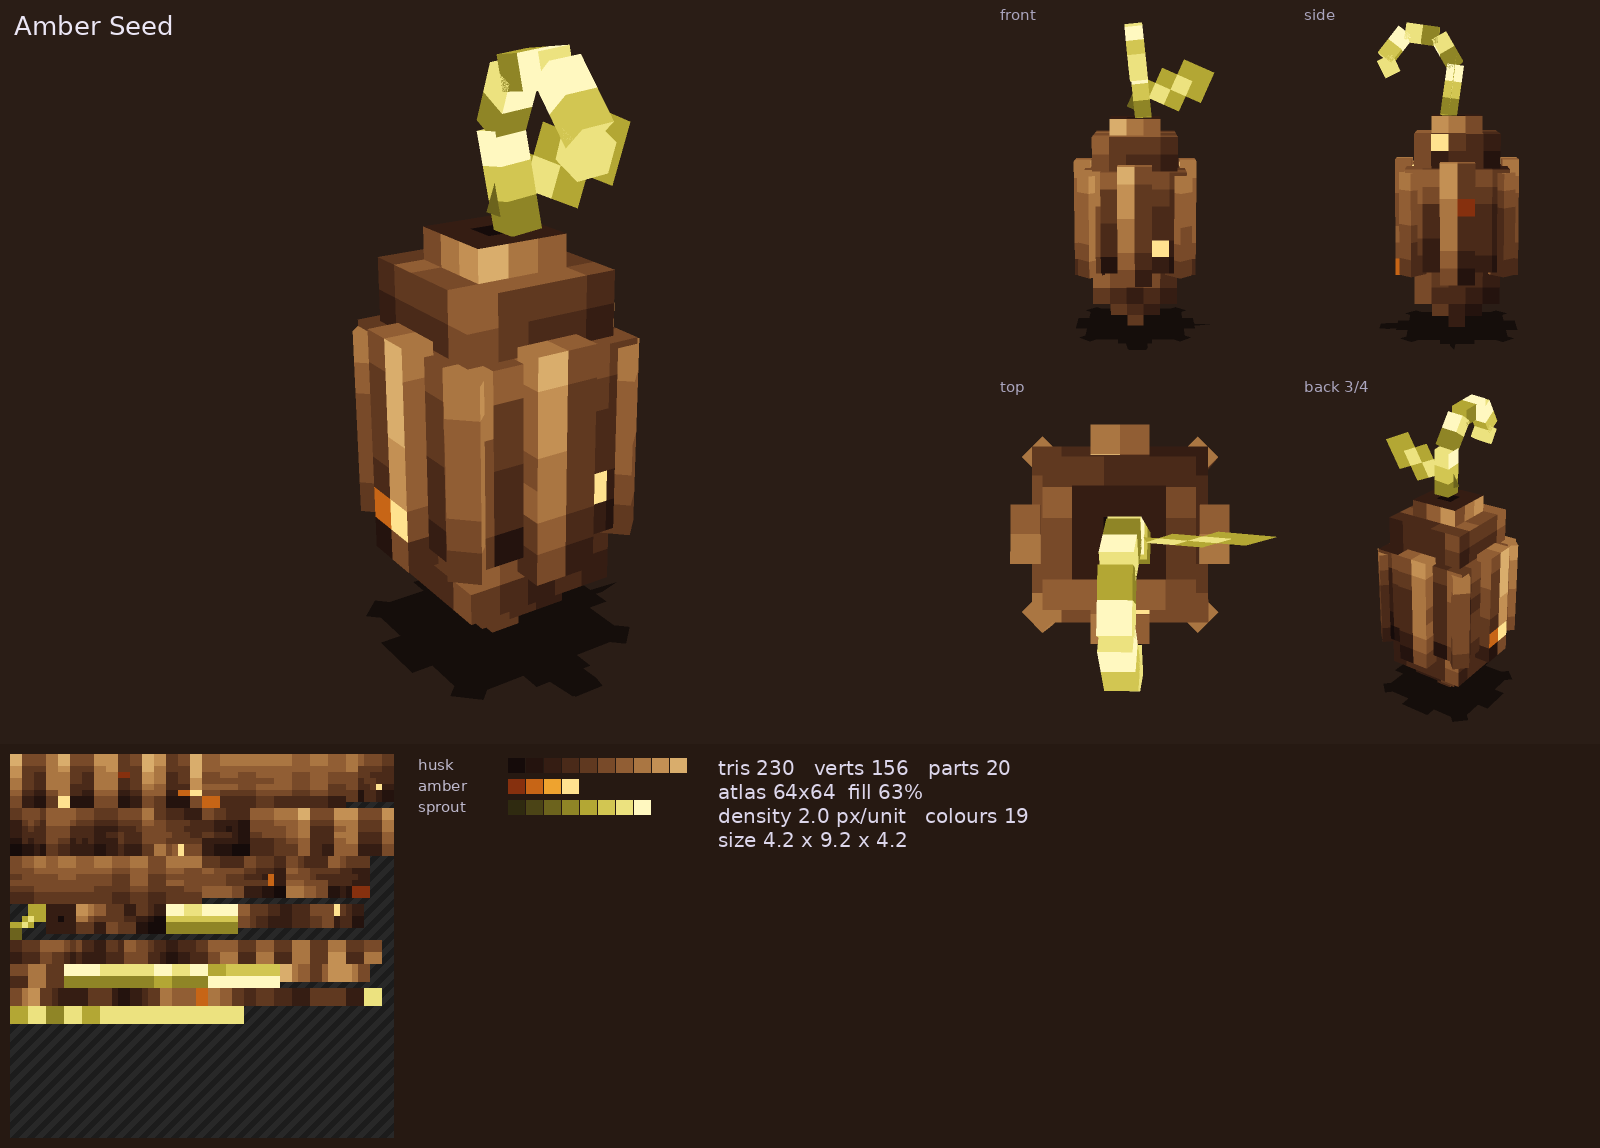 Amber Seed
front
side
top
back 3/4
husk
amber
sprout
tris 230 verts 156 parts 20
atlas 64x64 fill 63%
density 2.0 px/unit colours 19
size 4.2 x 9.2 x 4.2